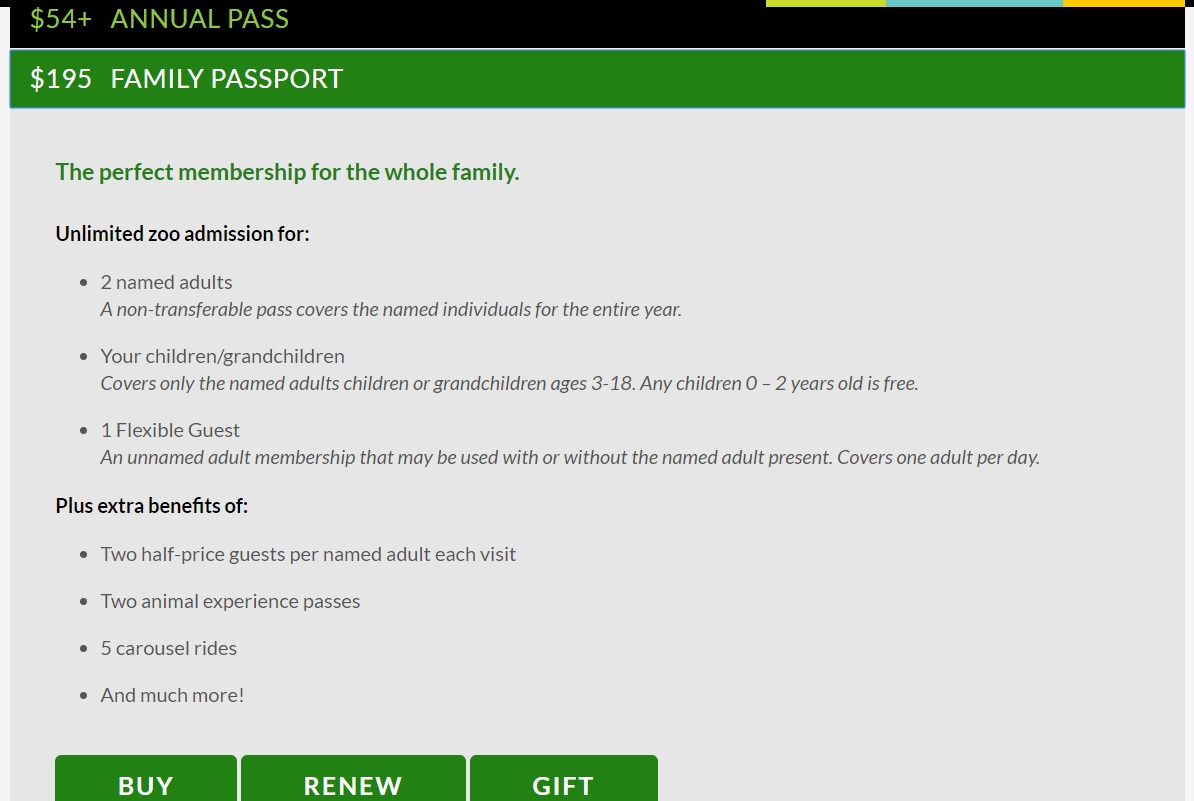 $54+ ANNUAL PASS
$195 FAMILY PASSPORT
The perfect membership for the whole family.
Unlimited zoo admission for:
2 named adults
A non-transferable pass covers the named individuals for the entire year.
Your children/grandchildren
Covers only the named adults children or grandchildren ages 3-18. Any children 0 – 2 years old is free.
1 Flexible Guest
An unnamed adult membership that may be used with or without the named adult present. Covers one adult per day.
Plus extra benefits of:
Two half-price guests per named adult each visit
Two animal experience passes
5 carousel rides
And much more!
BUY RENEW GIFT